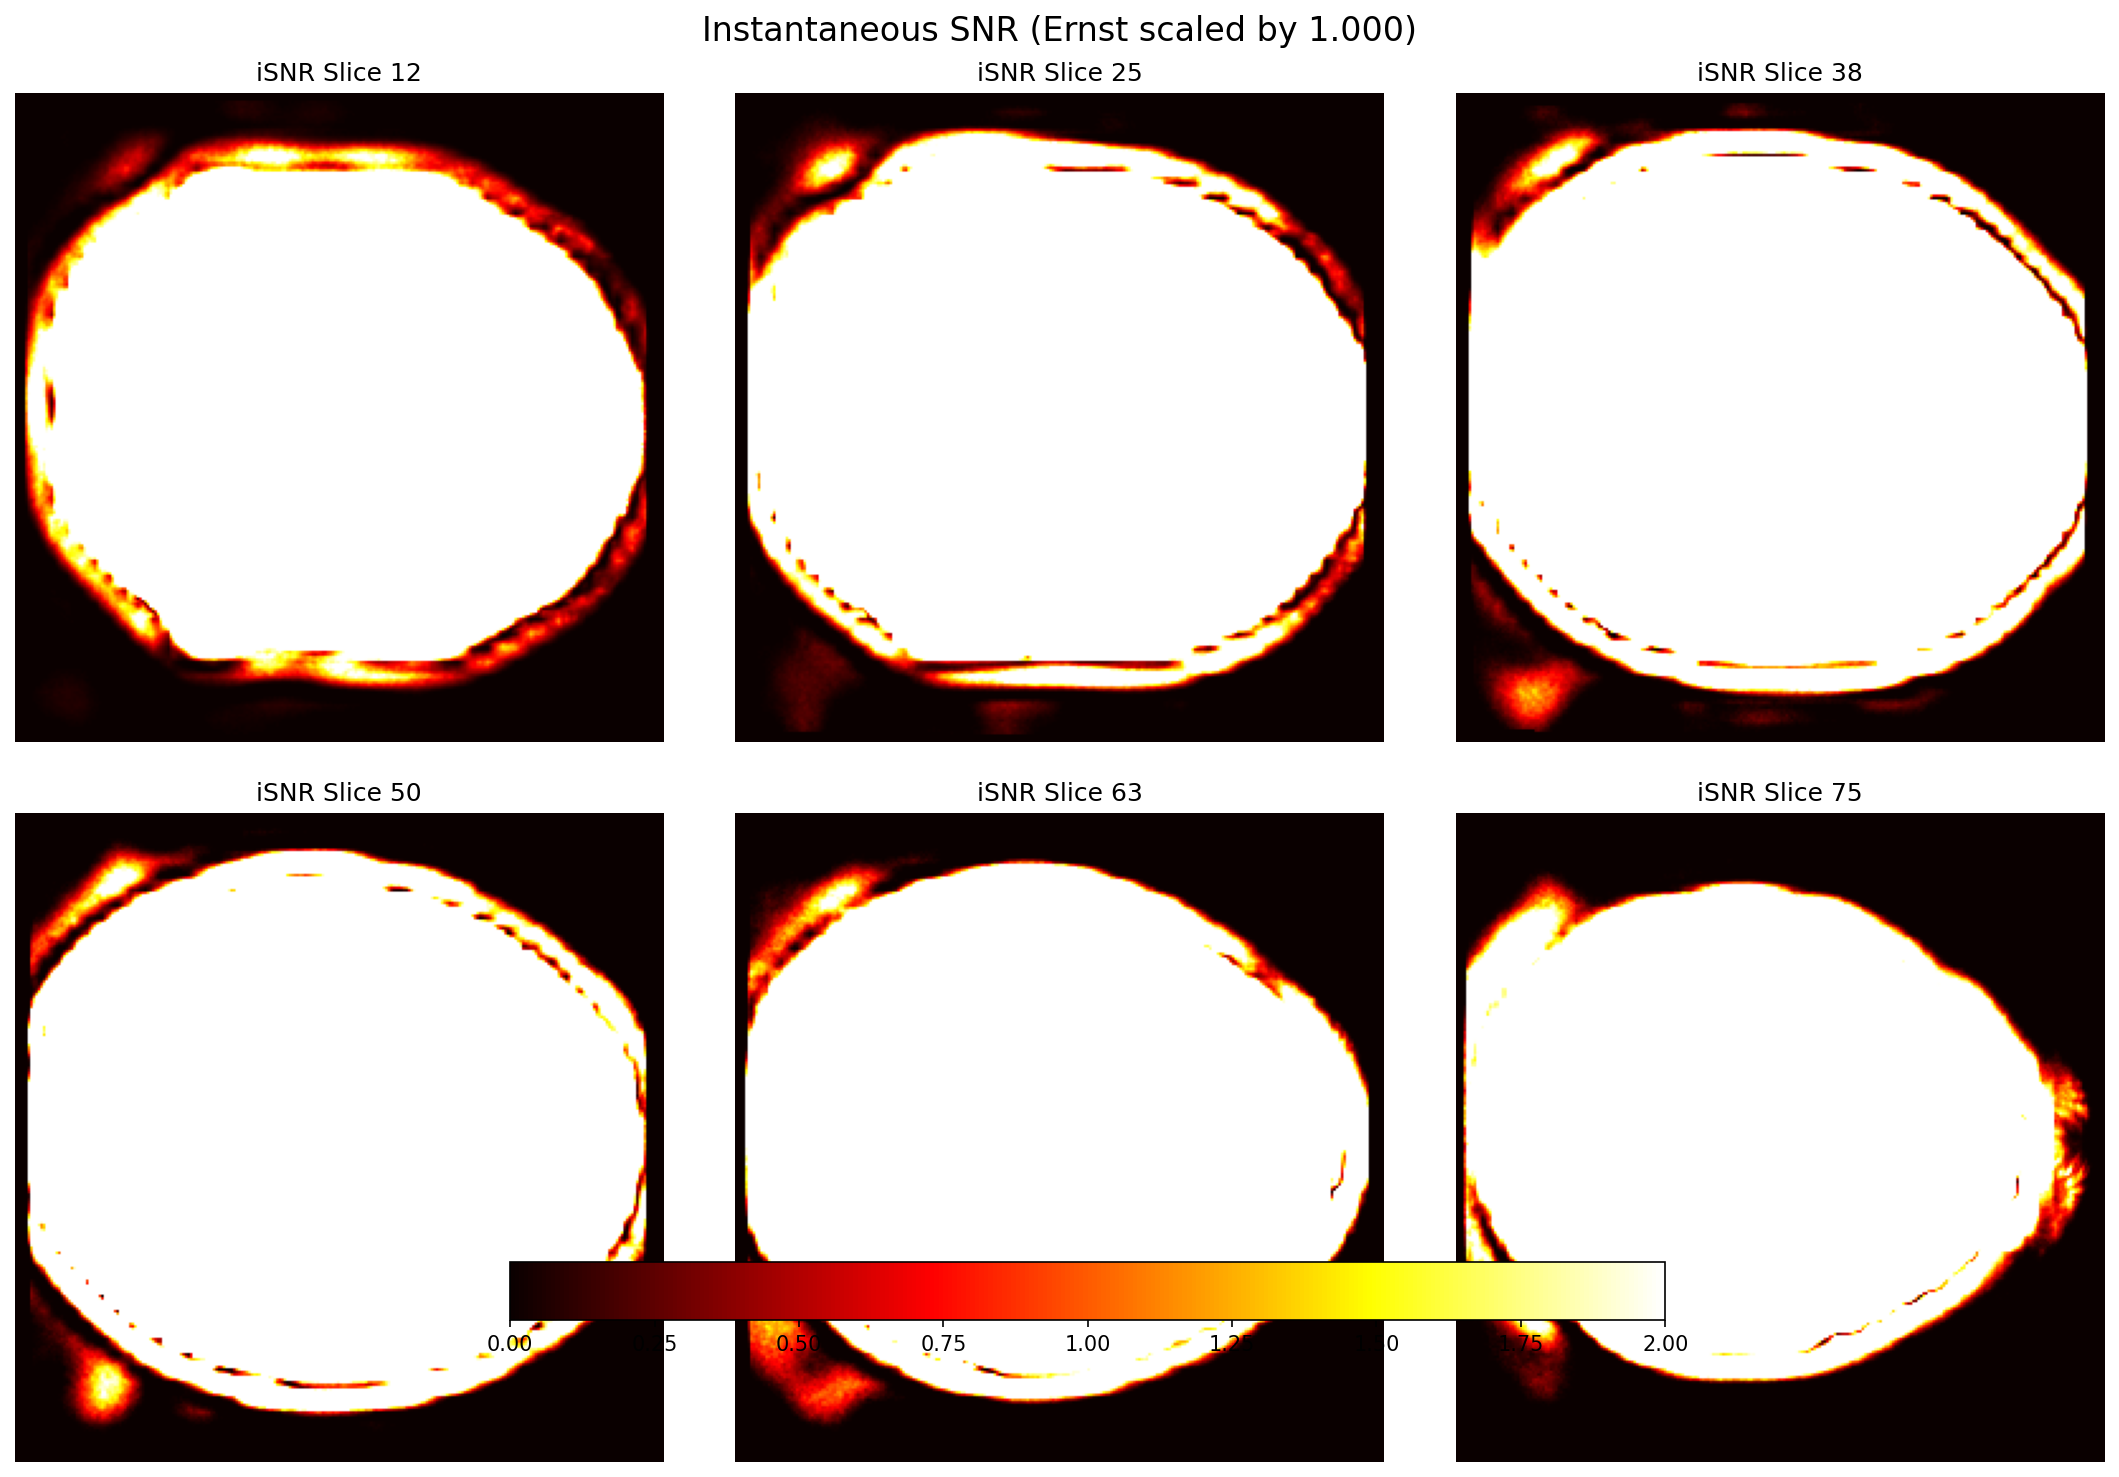 Instantaneous SNR (Ernst scaled by 1.000)
iSNR Slice 12 iSNR Slice 25 iSNR Slice 38
iSNR Slice 50 iSNR Slice 63 iSNR Slice 75
0.00 0.50 0.75 1.00 1.75 2.00